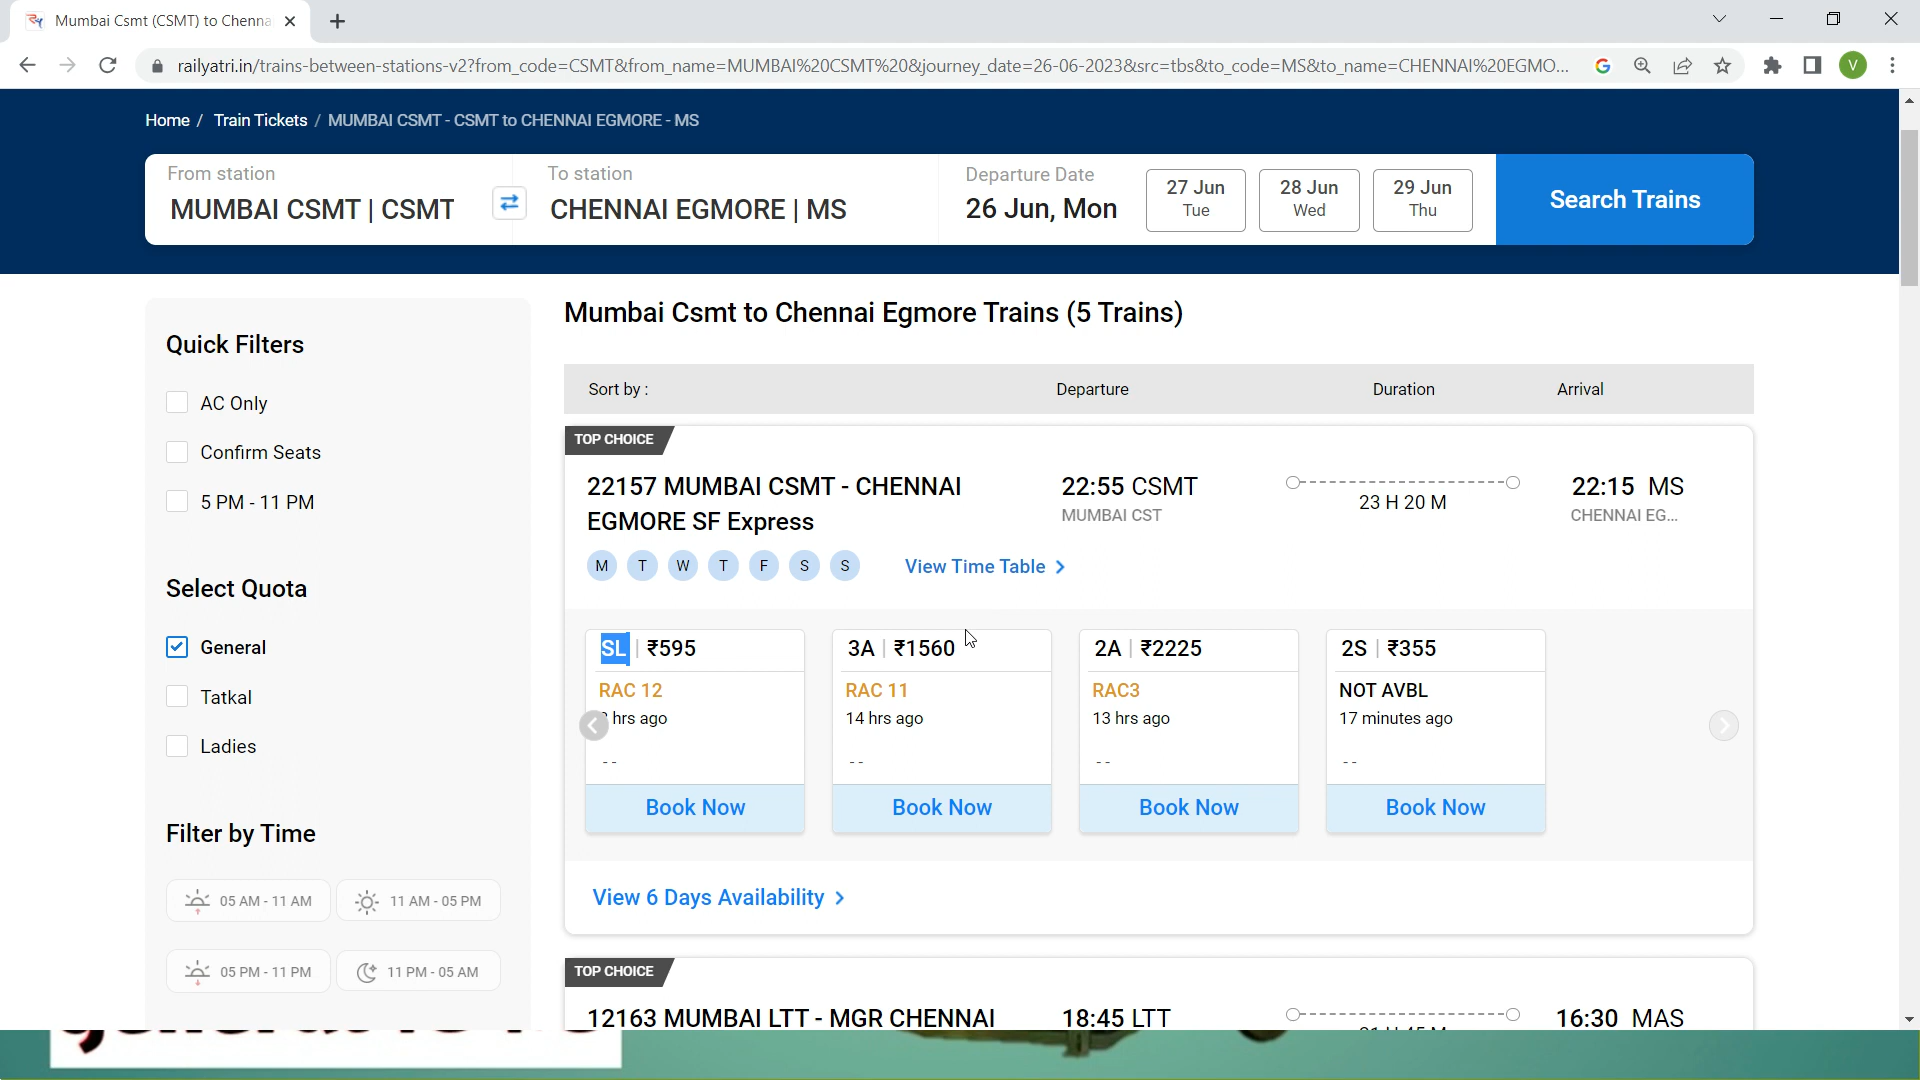 Mumbai Csmt (CSMT) to Chenna
railyatri.in/trains-between-stations-v2?from_code=CSMT&from_name=MUMBAI%20CSMT%20&journey_date=26-06-2023&src=tbs&to_code=MS&to_name=CHENNAI%20EGMO...
V
Home / Train Tickets / MUMBAI CSMT - CSMT to CHENNAI EGMORE - MS
From station
To station
Departure Date
MUMBAI CSMT | CSMT
CHENNAI EGMORE | MS
26 Jun, Mon
27 Jun
Tue
28 Jun
Wed
29 Jun
Thu
Search Trains
Quick Filters
AC Only
Confirm Seats
5 PM - 11 PM
Select Quota
General
Tatkal
Ladies
Filter by Time
05 AM - 11 AM
11 AM - 05 PM
05 PM - 11 PM
11 PM - 05 AM
Mumbai Csmt to Chennai Egmore Trains (5 Trains)
Sort by : Departure Duration Arrival
TOP CHOICE
22157 MUMBAI CSMT - CHENNAI
EGMORE SF Express
22:55 CSMT
MUMBAI CST
23 H 20 M
22:15 MS
CHENNAI EG...
M T W T F S S
View Time Table >
SL | ₹595
RAC 12
hrs ago
--
Book Now
3A | ₹1560
RAC 11
14 hrs ago
--
Book Now
2A | ₹2225
RAC3
13 hrs ago
--
Book Now
2S | ₹355
NOT AVBL
17 minutes ago
--
Book Now
View 6 Days Availability >
TOP CHOICE
12163 MUMBAI LTT - MGR CHENNAI
18:45 LTT
16:30 MAS